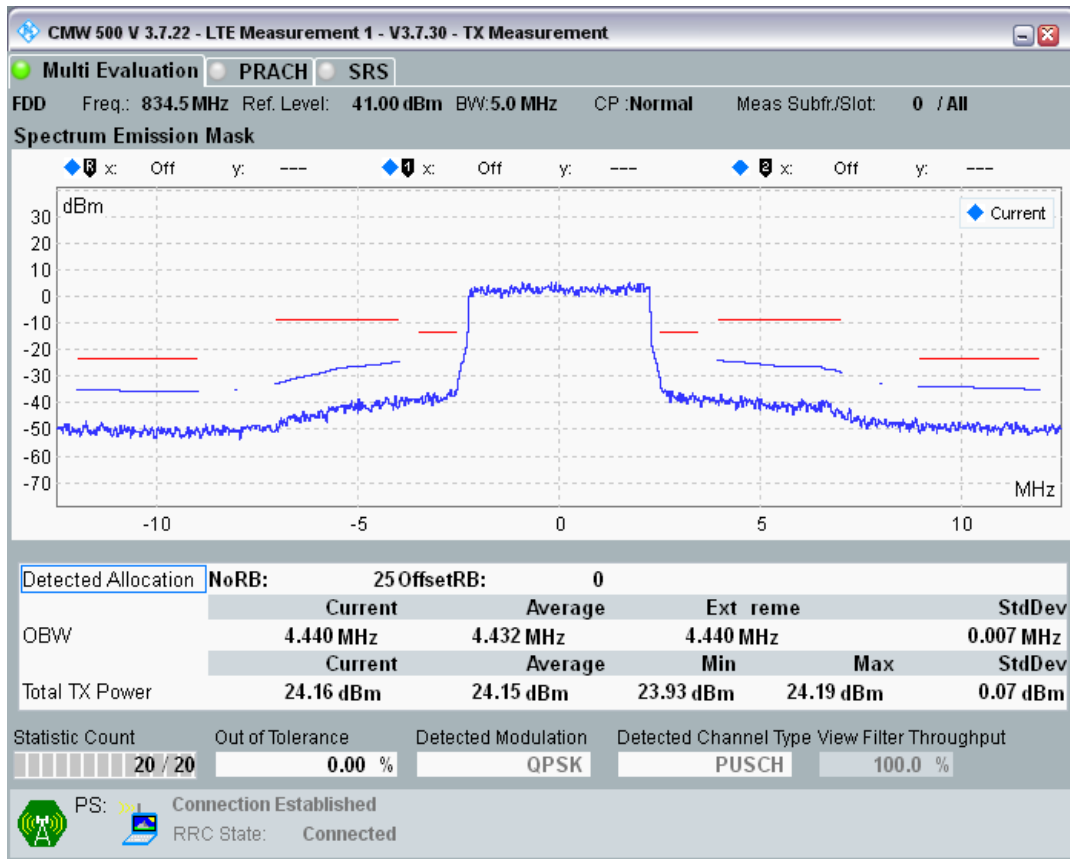 CMW 500 V 3.7.22 - LTE Measurement 1 - V3.7.30 - TX Measurement
Multi Evaluation PRACH SRS
FDD Freq.: 834.5 MHz Ref. Level: 41.00 dBm BW:5.0 MHz CP :Normal Meas Subfr./Slot: 0 / All
Spectrum Emission Mask
R x: Off y: --- 1 x: Off y: --- 2 x: Off y: ---
dBm
Current
30
20
10
0
-10
-20
-30
-40
-50
-60
-70
MHz
-10 -5 0 5 10
Detected Allocation NoRB: 25 OffsetRB: 0
Current Average Ext reme StdDev
OBW 4.440 MHz 4.432 MHz 4.440 MHz 0.007 MHz
Current Average Min Max StdDev
Total TX Power 24.16 dBm 24.15 dBm 23.93 dBm 24.19 dBm 0.07 dBm
Statistic Count Out of Tolerance Detected Modulation Detected Channel Type View Filter Throughput
20 / 20 0.00 % QPSK PUSCH 100.0 %
PS: Connection Established
RRC State: Connected